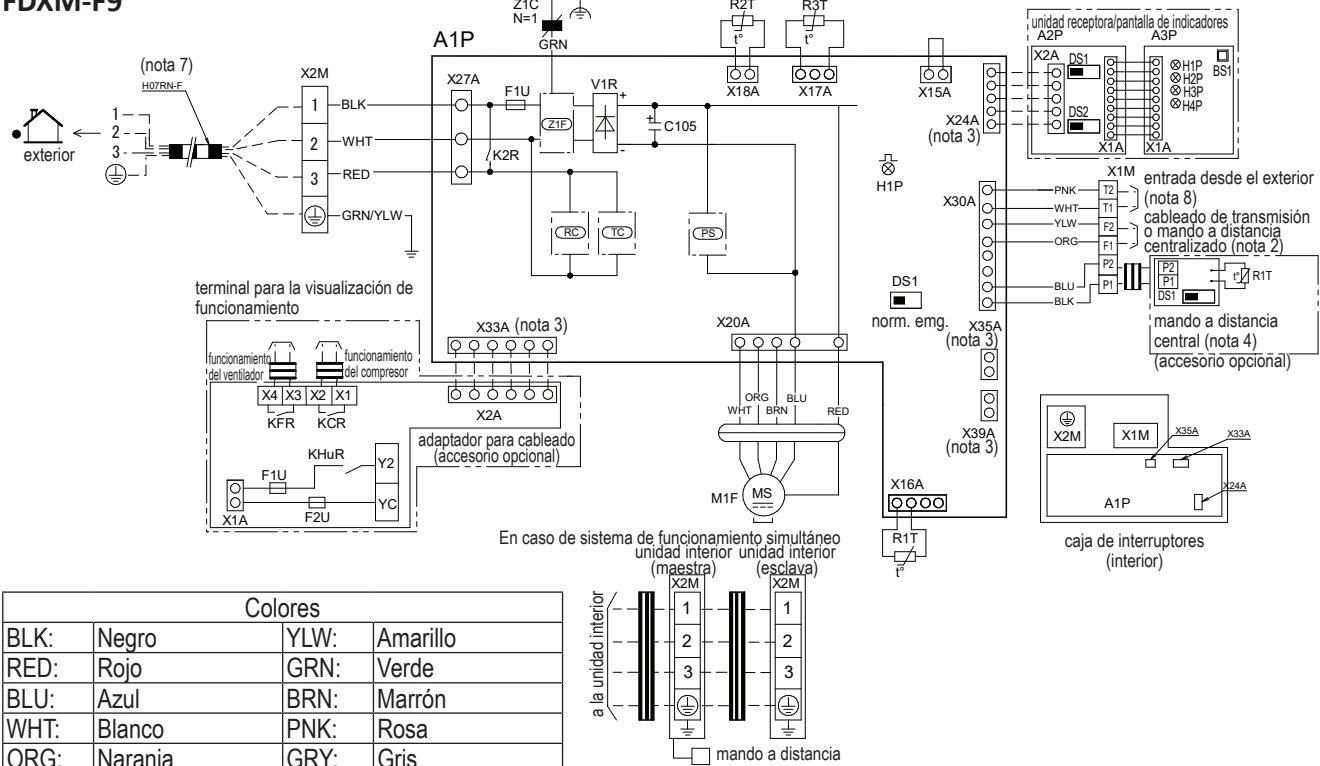 FDXM-F9
Z1C
N=1
GRN
R2T
t°
X18A
R3T
t°
X17A
X15A
A1P
(nota 7)
H07RN-F
exterior
1
2
3
X2M
1
2
3
BLK
WHT
RED
GRN/YLW
X27A
F1U
K2R
Z1F
V1R
+
-
+
C105
RC
TC
PS
H1P
DS1
norm. emg.
X24A
(nota 3)
unidad receptora/pantalla de indicadores
A2P
A3P
X2A
DS1
DS2
X1A
X1A
H1P
H2P
H3P
H4P
BS1
X30A
PNK
WHT
YLW
ORG
BLU
BLK
X1M
T2
T1
F2
F1
P2
P1
entrada desde el exterior
(nota 8)
cableado de transmisión
o mando a distancia
centralizado (nota 2)
P2
P1
DS1
t°
R1T
mando a distancia
central (nota 4)
(accesorio opcional)
X35A
(nota 3)
X39A
(nota 3)
terminal para la visualización de
funcionamiento
funcionamiento
del ventilador
funcionamiento
del compresor
X4
X3
X2
X1
KFR
KCR
X33A (nota 3)
X2A
adaptador para cableado
(accesorio opcional)
KHuR
Y2
YC
F1U
F2U
X1A
X20A
WHT
ORG
BRN
BLU
RED
M1F
MS
X16A
R1T
t°
X2M
X1M
X35A
X33A
X24A
A1P
caja de interruptores
(interior)
En caso de sistema de funcionamiento simultáneo
unidad interior
(maestra)
unidad interior
(esclava)
X2M
X2M
1
2
3
1
2
3
a la unidad interior
mando a distancia
Colores
BLK: Negro YLW: Amarillo
RED: Rojo GRN: Verde
BLU: Azul BRN: Marrón
WHT: Blanco PNK: Rosa
ORG: Naranja GRY: Gris